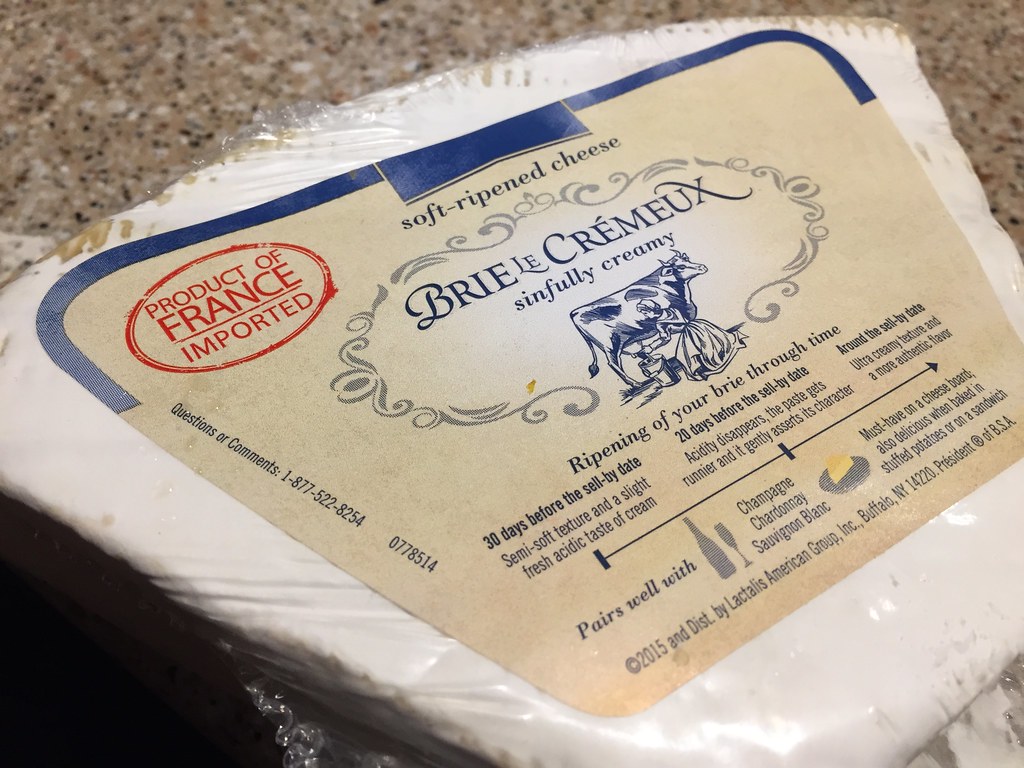 soft-ripened cheese
BRIE LE CRÉMEUX
sinfully creamy
PRODUCT OF
FRANCE
IMPORTED
Questions or Comments: 1-877-522-8254
0778514
Ripening of your brie through time
30 days before the sell-by date
Semi-soft texture and a slight
fresh acidic taste of cream
20 days before the sell-by date
Acidity disappears, the paste gets
runnier and it gently asserts its character
Around the sell-by date
Ultra creamy texture and
a more authentic flavor
Pairs well with
Champagne
Chardonnay
Sauvignon Blanc
Must-have on a cheese board;
also delicious when baked in
stuffed potatoes or on a sandwich
©2015 and Dist. by Lactalis American Group, Inc., Buffalo, NY 14220. Président ® of B.S.A.